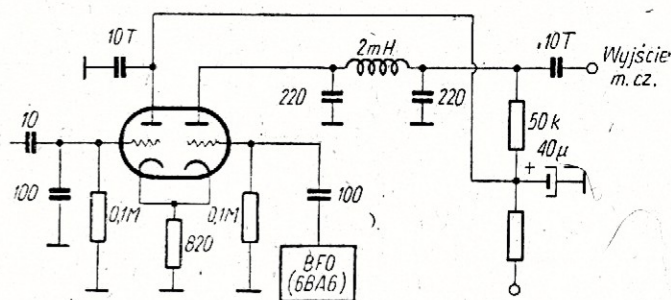 10T
2mH
.10T
Wyjście
m.cz.
220
220
10
50k
40μ
+
100
0,1M
0,1M
100
820
BFO
(6BA6)